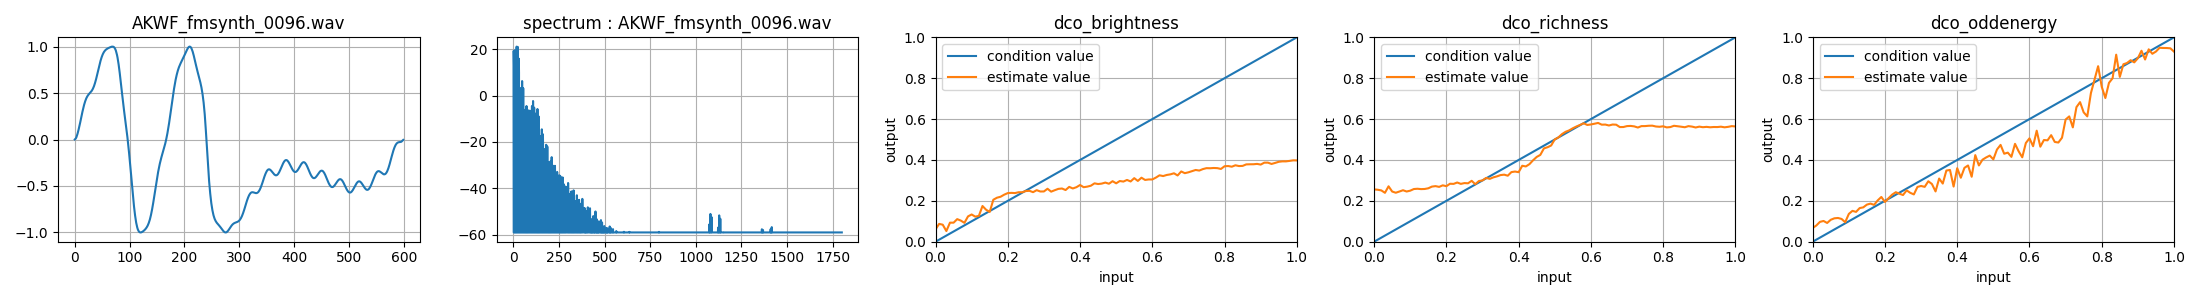 AKWF_fmsynth_0096.wav
1.0
0.5
0.0
−0.5
−1.0
0 100 200 300 400 500 600
spectrum : AKWF_fmsynth_0096.wav
20
0
−20
−40
−60
0 250 500 750 1000 1250 1500 1750
dco_brightness
condition value
estimate value
output
1.0
0.8
0.6
0.4
0.2
0.0
0.0 0.2 0.4 0.6 0.8 1.0
input
dco_richness
condition value
estimate value
output
1.0
0.8
0.6
0.4
0.2
0.0
0.0 0.2 0.4 0.6 0.8 1.0
input
dco_oddenergy
condition value
estimate value
output
1.0
0.8
0.6
0.4
0.2
0.0
0.0 0.2 0.4 0.6 0.8 1.0
input